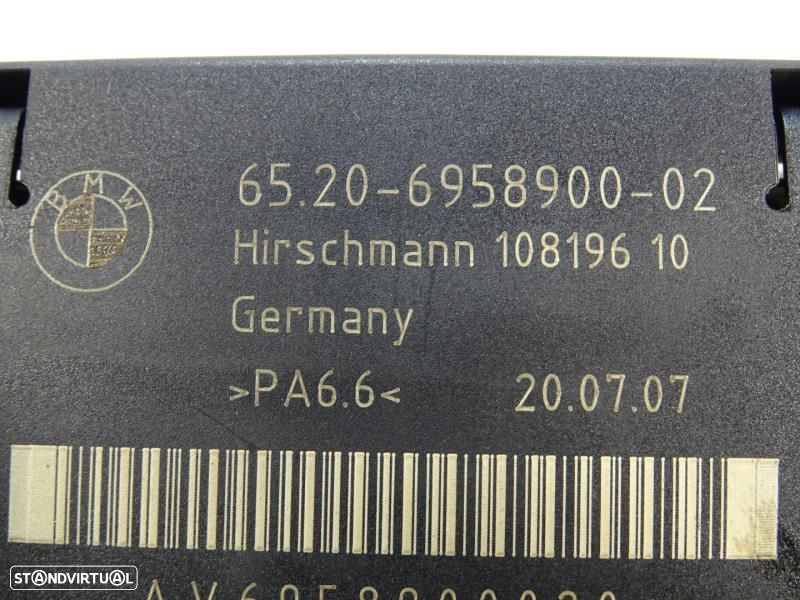 BMW
65.20-6958900-02
Hirschmann 108196 10
Germany
>PA6.6< 20.07.07
STANDVIRTUAL